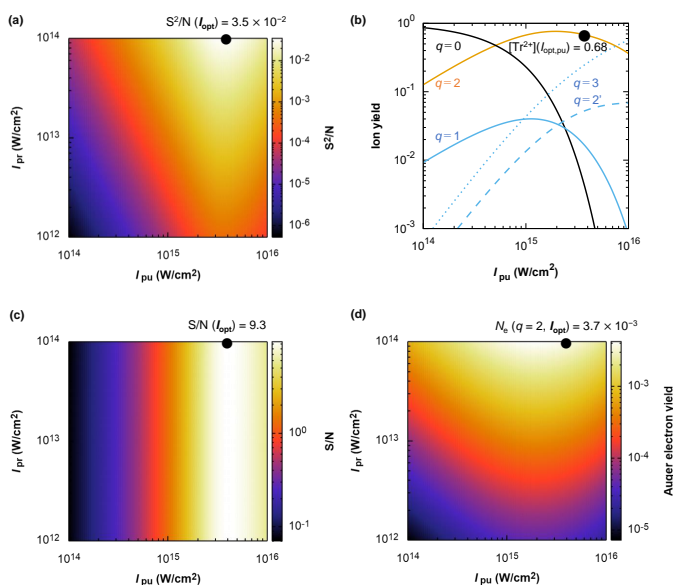 (a)
S²/N (I_opt) = 3.5 × 10⁻²
10¹⁴
10¹³
10¹²
I_pr (W/cm²)
10¹⁴
10¹⁵
10¹⁶
I_pu (W/cm²)
10⁻²
10⁻³
10⁻⁴
10⁻⁵
10⁻⁶
S²/N
(b)
10⁰
10⁻¹
10⁻²
10⁻³
Ion yield
q = 0
[Tr²⁺](I_opt,pu) = 0.68
q = 2
q = 3
q = 2'
q = 1
10¹⁴
10¹⁵
10¹⁶
I_pu (W/cm²)
(c)
S/N (I_opt) = 9.3
10¹⁴
10¹³
10¹²
I_pr (W/cm²)
10¹⁴
10¹⁵
10¹⁶
I_pu (W/cm²)
10⁰
10⁻¹
S/N
(d)
N_e (q = 2, I_opt) = 3.7 × 10⁻³
10¹⁴
10¹³
10¹²
I_pr (W/cm²)
10¹⁴
10¹⁵
10¹⁶
I_pu (W/cm²)
10⁻³
10⁻⁴
10⁻⁵
Auger electron yield